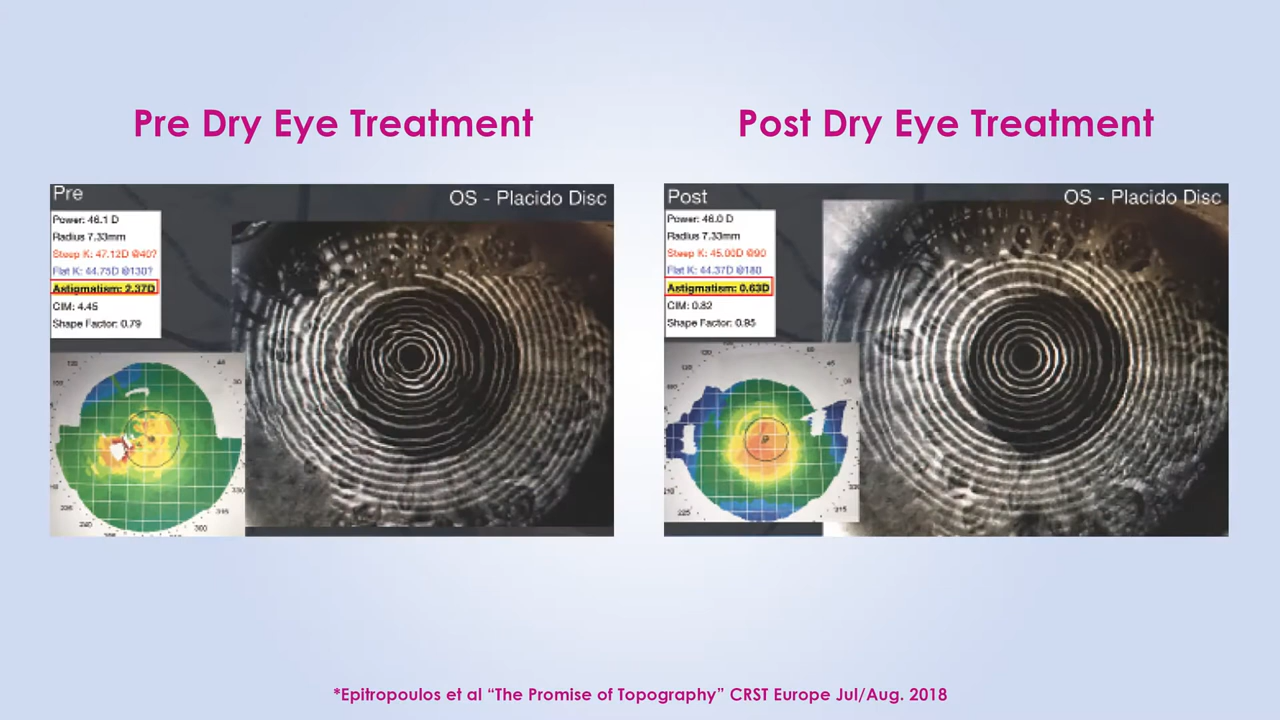 Pre Dry Eye Treatment
Post Dry Eye Treatment
Pre
OS - Placido Disc
Power: 46.1 D
Radius 7.33mm
Steep K: 47.12D @40?
Flat K: 44.75D @130?
Astigmatism: 2.37D
CIM: 4.45
Shape Factor: 0.79
Post
OS - Placido Disc
Power: 46.0 D
Radius 7.33mm
Steep K: 45.00D @90
Flat K: 44.37D @180
Astigmatism: 0.63D
CIM: 0.82
Shape Factor: 0.95
*Epitropoulos et al “The Promise of Topography” CRST Europe Jul/Aug. 2018